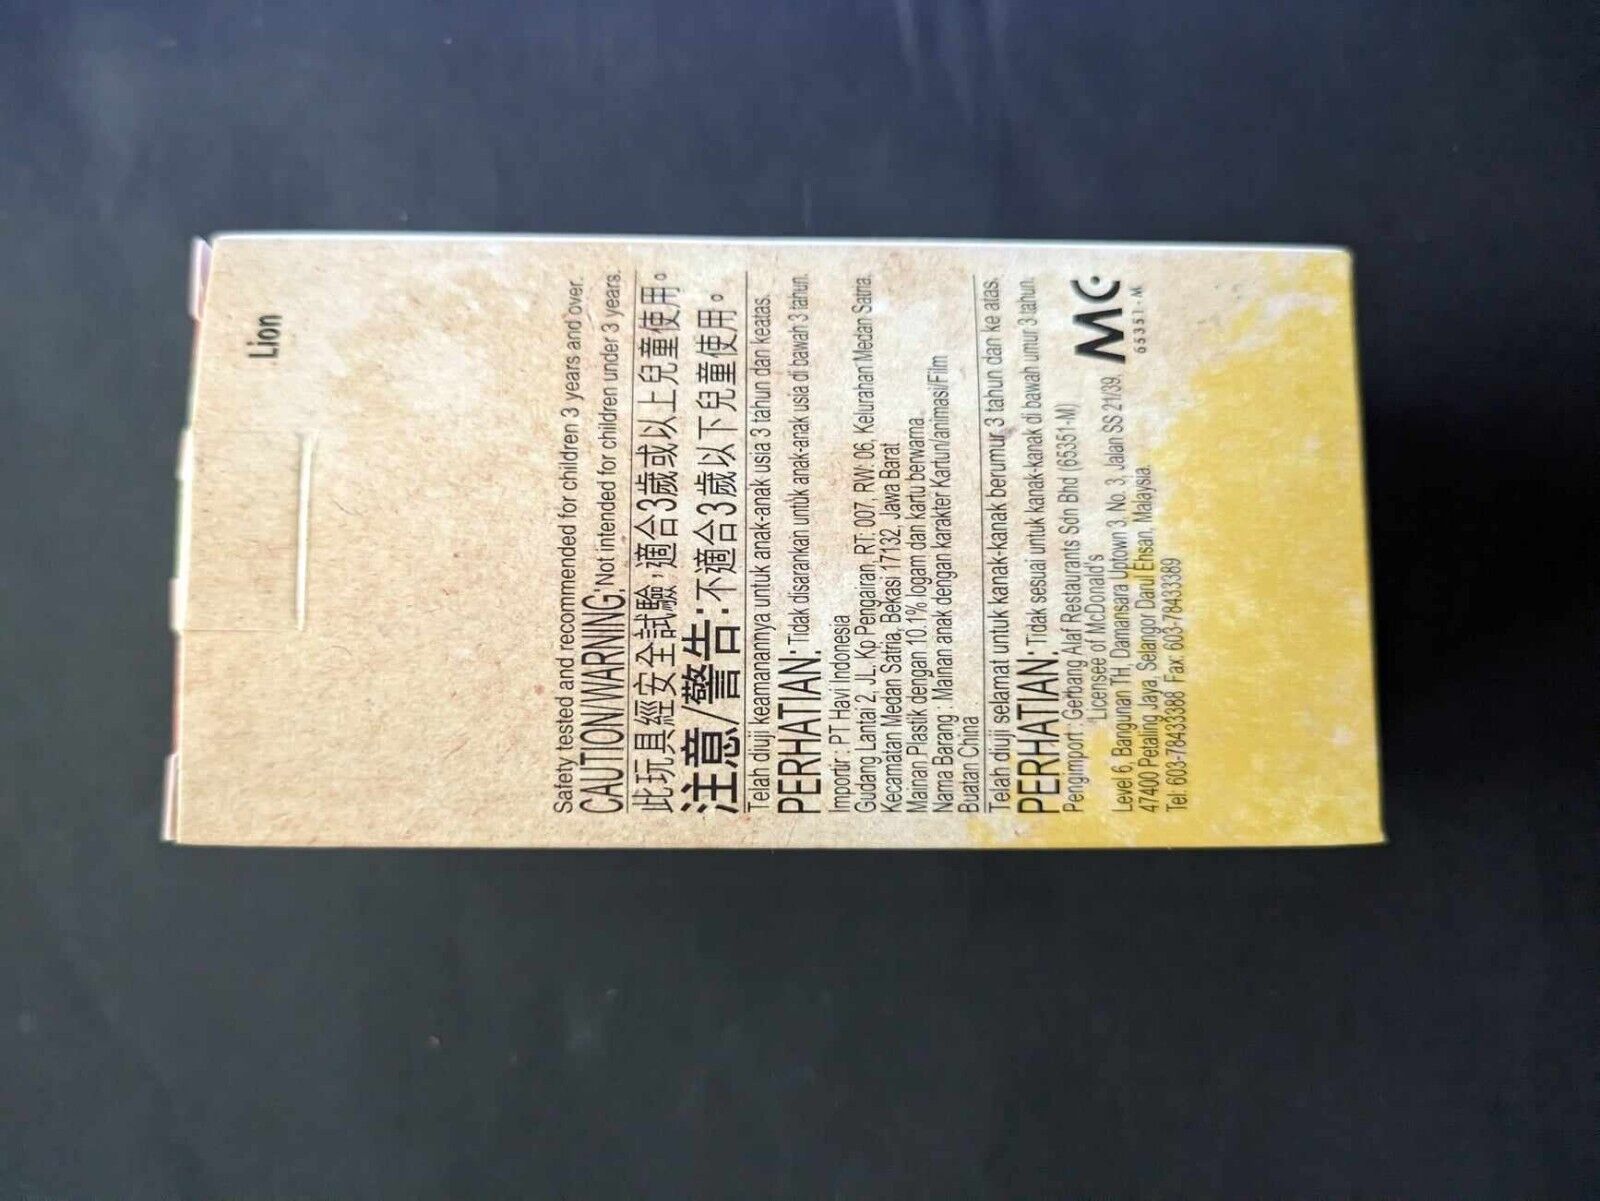 Lion
Safety tested and recommended for children 3 years and over.
CAUTION/WARNING: Not intended for children under 3 years.
此玩具經安全試驗,適合3歲或以上兒童使用。
注意/警告:不適合3歲以下兒童使用。
Telah diuji keamanannya untuk anak-anak usia 3 tahun dan keatas.
PERHATIAN: Tidak disarankan untuk anak-anak usia di bawah 3 tahun.
Importir : PT Havi Indonesia
Gudang Lantai 2, JL. Kp Pengairan, RT. 007, RW 06, Kelurahan Medan Satria.
Kecamatan Medan Satria, Bekasi 17132, Jawa Barat
Mainan Plastik dengan 10.1% logam dan kartu berwarna.
Nama Barang : Mainan anak dengan karakter Kartun/animasi/Film
Buatan China
Telah diuji selamat untuk kanak-kanak berumur 3 tahun dan ke atas.
PERHATIAN: Tidak sesuai untuk kanak-kanak di bawah umur 3 tahun.
Pengimport : Gerbang Alaf Restaurants Sdn Bhd (65351-M)
"Licensee of McDonald's
Level 6, Bangunan TH, Damansara Uptown 3, No. 3, Jalan SS 21/39,
47400 Petaling Jaya, Selangor Darul Ehsan, Malaysia.
Tel: 603-78433388 Fax: 603-78433389
MC
65351-M